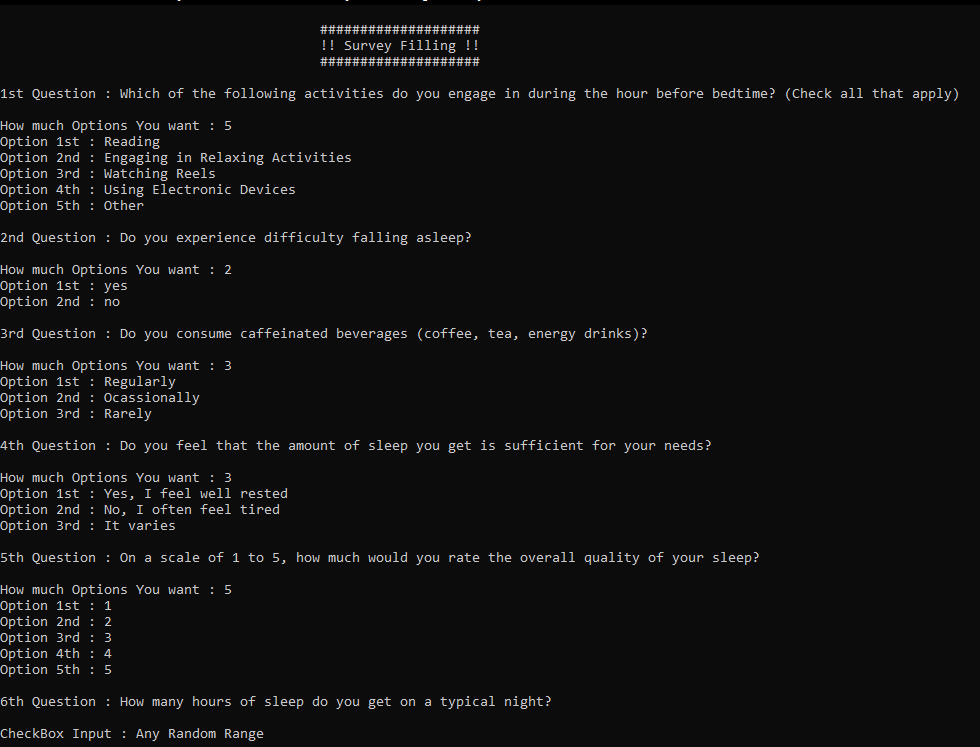 ####################
!! Survey Filling !!
####################
1st Question : Which of the following activities do you engage in during the hour before bedtime? (Check all that apply)
How much Options You want : 5
Option 1st : Reading
Option 2nd : Engaging in Relaxing Activities
Option 3rd : Watching Reels
Option 4th : Using Electronic Devices
Option 5th : Other
2nd Question : Do you experience difficulty falling asleep?
How much Options You want : 2
Option 1st : yes
Option 2nd : no
3rd Question : Do you consume caffeinated beverages (coffee, tea, energy drinks)?
How much Options You want : 3
Option 1st : Regularly
Option 2nd : Ocassionally
Option 3rd : Rarely
4th Question : Do you feel that the amount of sleep you get is sufficient for your needs?
How much Options You want : 3
Option 1st : Yes, I feel well rested
Option 2nd : No, I often feel tired
Option 3rd : It varies
5th Question : On a scale of 1 to 5, how much would you rate the overall quality of your sleep?
How much Options You want : 5
Option 1st : 1
Option 2nd : 2
Option 3rd : 3
Option 4th : 4
Option 5th : 5
6th Question : How many hours of sleep do you get on a typical night?
CheckBox Input : Any Random Range